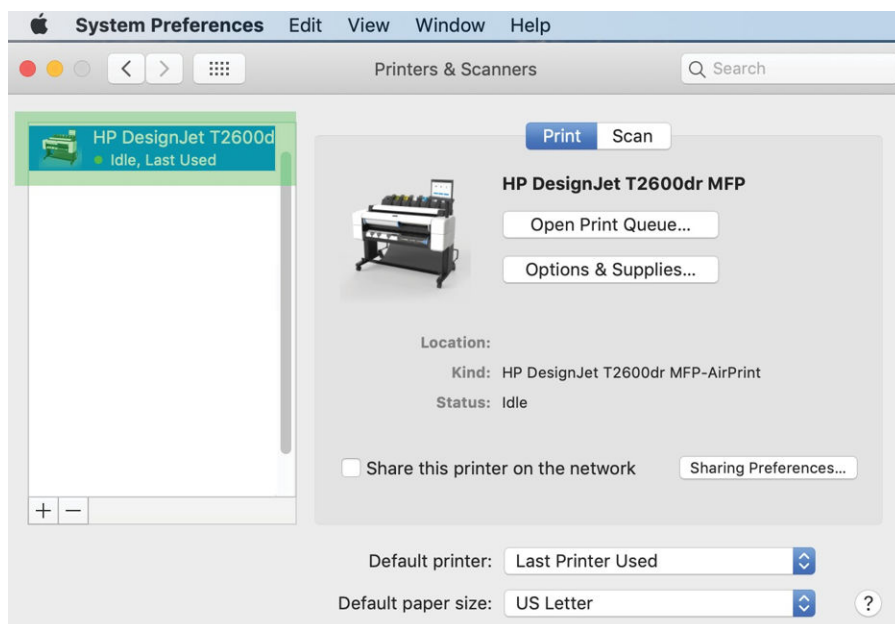 System Preferences Edit View Window Help
Printers & Scanners
Search
HP DesignJet T2600d
Idle, Last Used
Print Scan
HP DesignJet T2600dr MFP
Open Print Queue...
Options & Supplies...
Location:
Kind: HP DesignJet T2600dr MFP-AirPrint
Status: Idle
Share this printer on the network
Sharing Preferences...
+ −
Default printer: Last Printer Used
Default paper size: US Letter
?